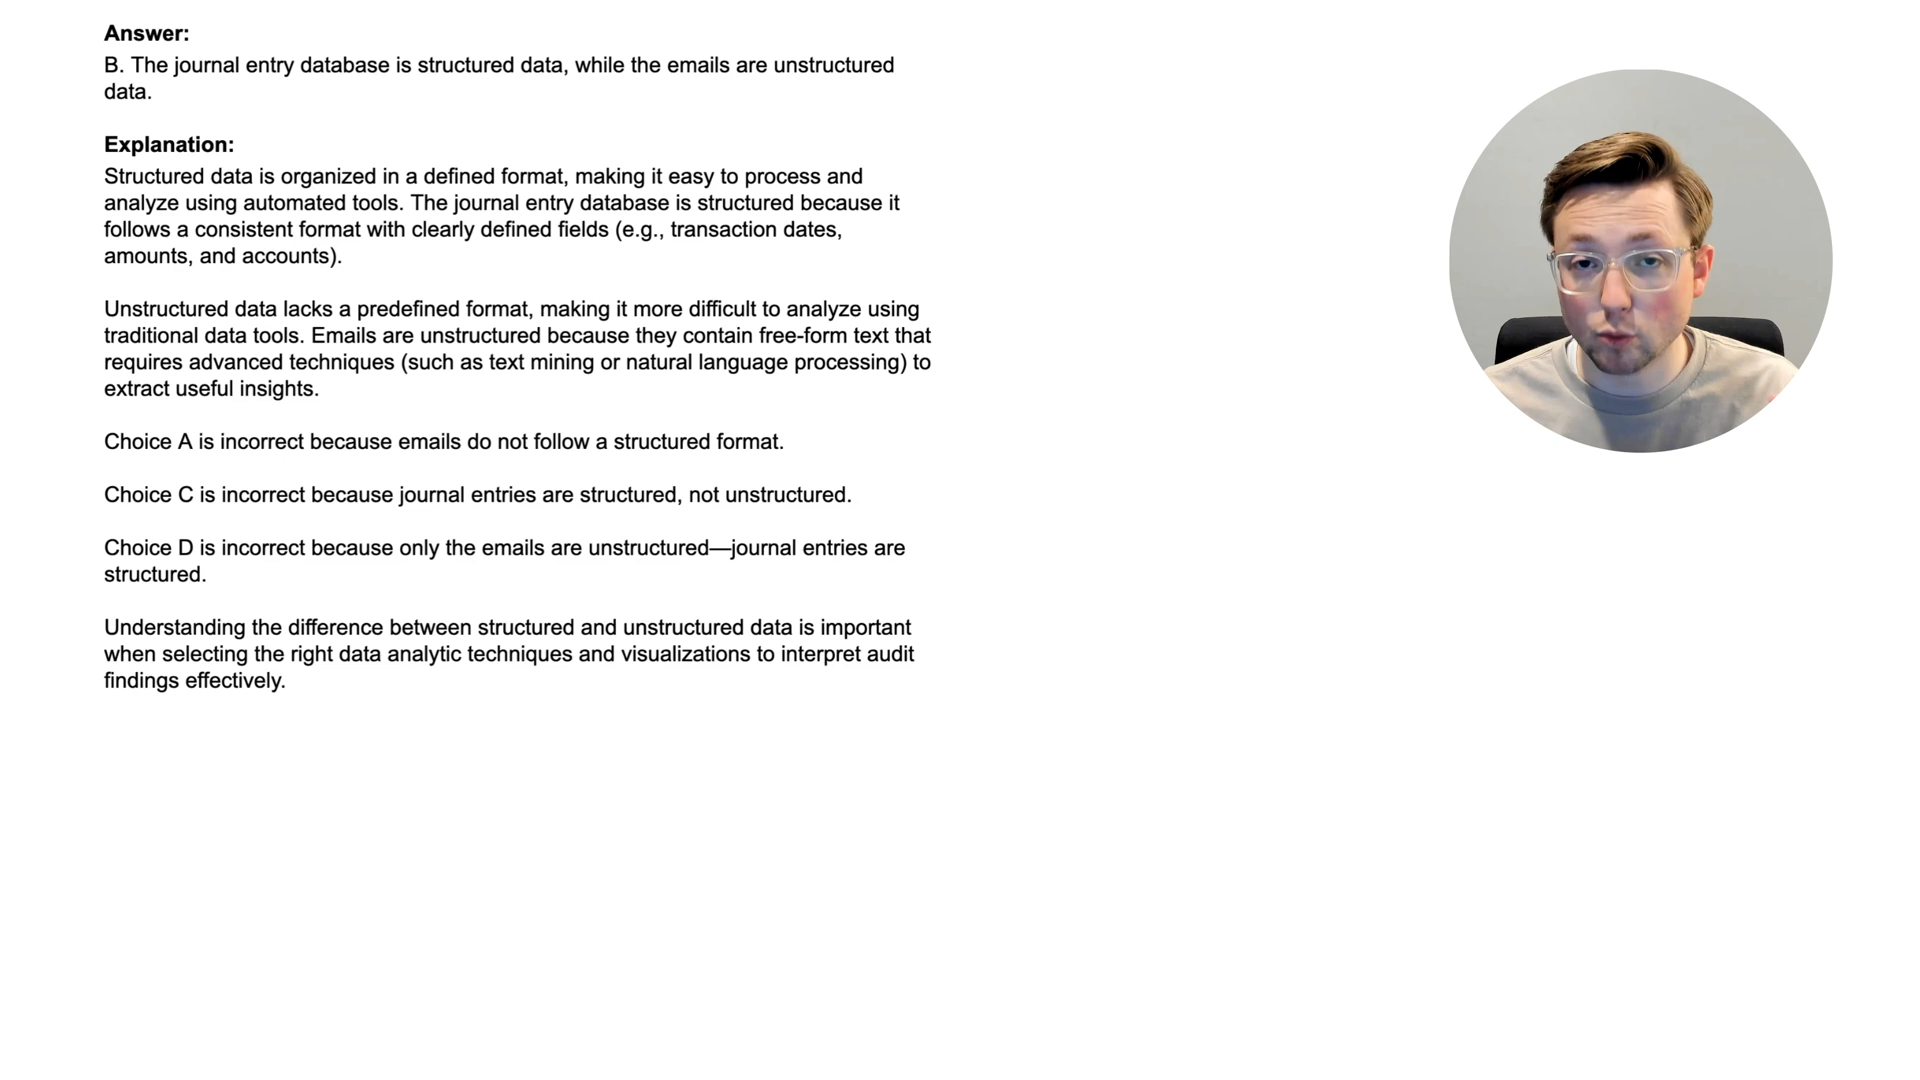 Answer:
B. The journal entry database is structured data, while the emails are unstructured
data.
Explanation:
Structured data is organized in a defined format, making it easy to process and
analyze using automated tools. The journal entry database is structured because it
follows a consistent format with clearly defined fields (e.g., transaction dates,
amounts, and accounts).
Unstructured data lacks a predefined format, making it more difficult to analyze using
traditional data tools. Emails are unstructured because they contain free-form text that
requires advanced techniques (such as text mining or natural language processing) to
extract useful insights.
Choice A is incorrect because emails do not follow a structured format.
Choice C is incorrect because journal entries are structured, not unstructured.
Choice D is incorrect because only the emails are unstructured—journal entries are
structured.
Understanding the difference between structured and unstructured data is important
when selecting the right data analytic techniques and visualizations to interpret audit
findings effectively.